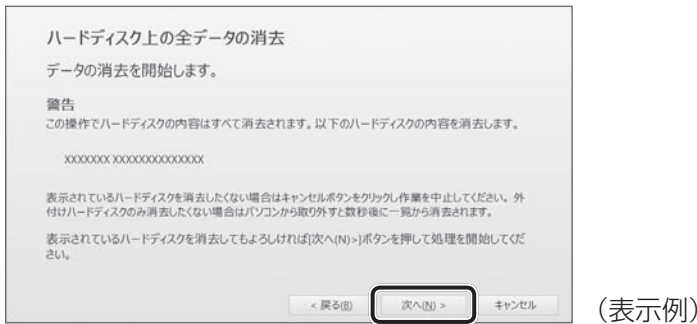 ハードディスク上の全データの消去
データの消去を開始します。
警告
この操作でハードディスクの内容はすべて消去されます。以下のハードディスクの内容を消去します。
XXXXXXX XXXXXXXXXXXXXX
表示されているハードディスクを消去したくない場合はキャンセルボタンをクリックし作業を中止してください。外
付けハードディスクのみ消去したくない場合はパソコンから取り外すと数秒後に一覧から消去されます。
表示されているハードディスクを消去してもよろしければ[次へ(N)>]ボタンを押して処理を開始してくだ
さい。
< 戻る(B) 次へ(N) > キャンセル
(表示例)